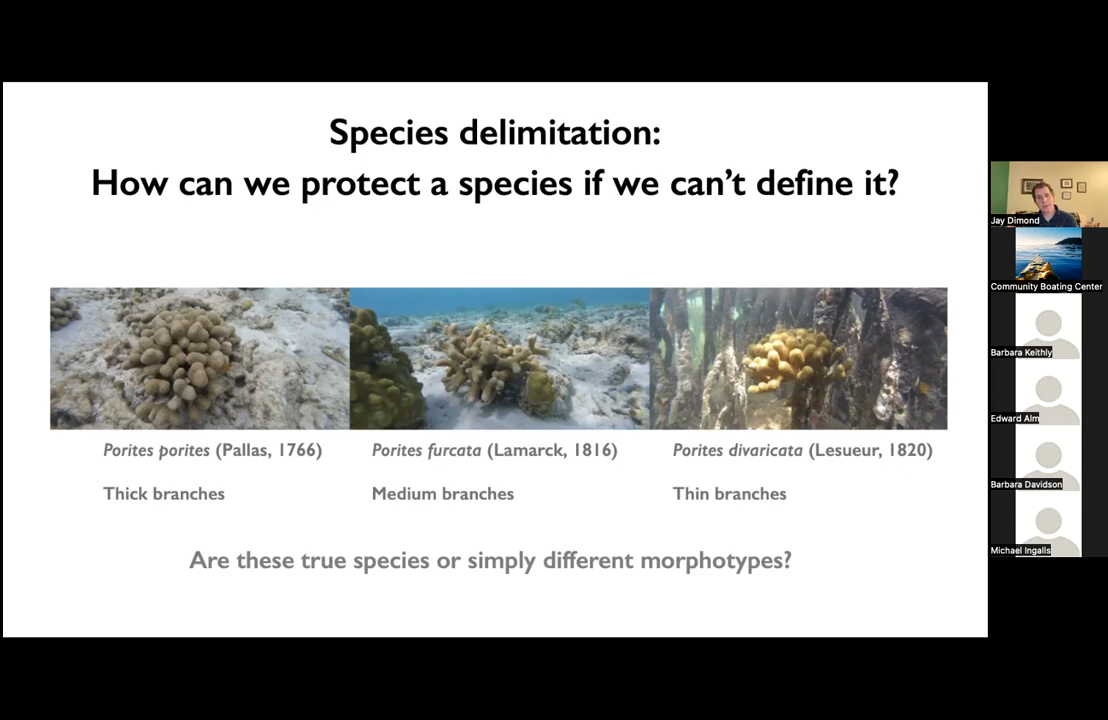 Species delimitation:
How can we protect a species if we can't define it?
Porites porites (Pallas, 1766)
Porites furcata (Lamarck, 1816)
Porites divaricata (Lesueur, 1820)
Thick branches
Medium branches
Thin branches
Are these true species or simply different morphotypes?
Jay Dimond
Community Boating Center
Barbara Keithly
Edward Alm
Barbara Davidson
Michael Ingalls